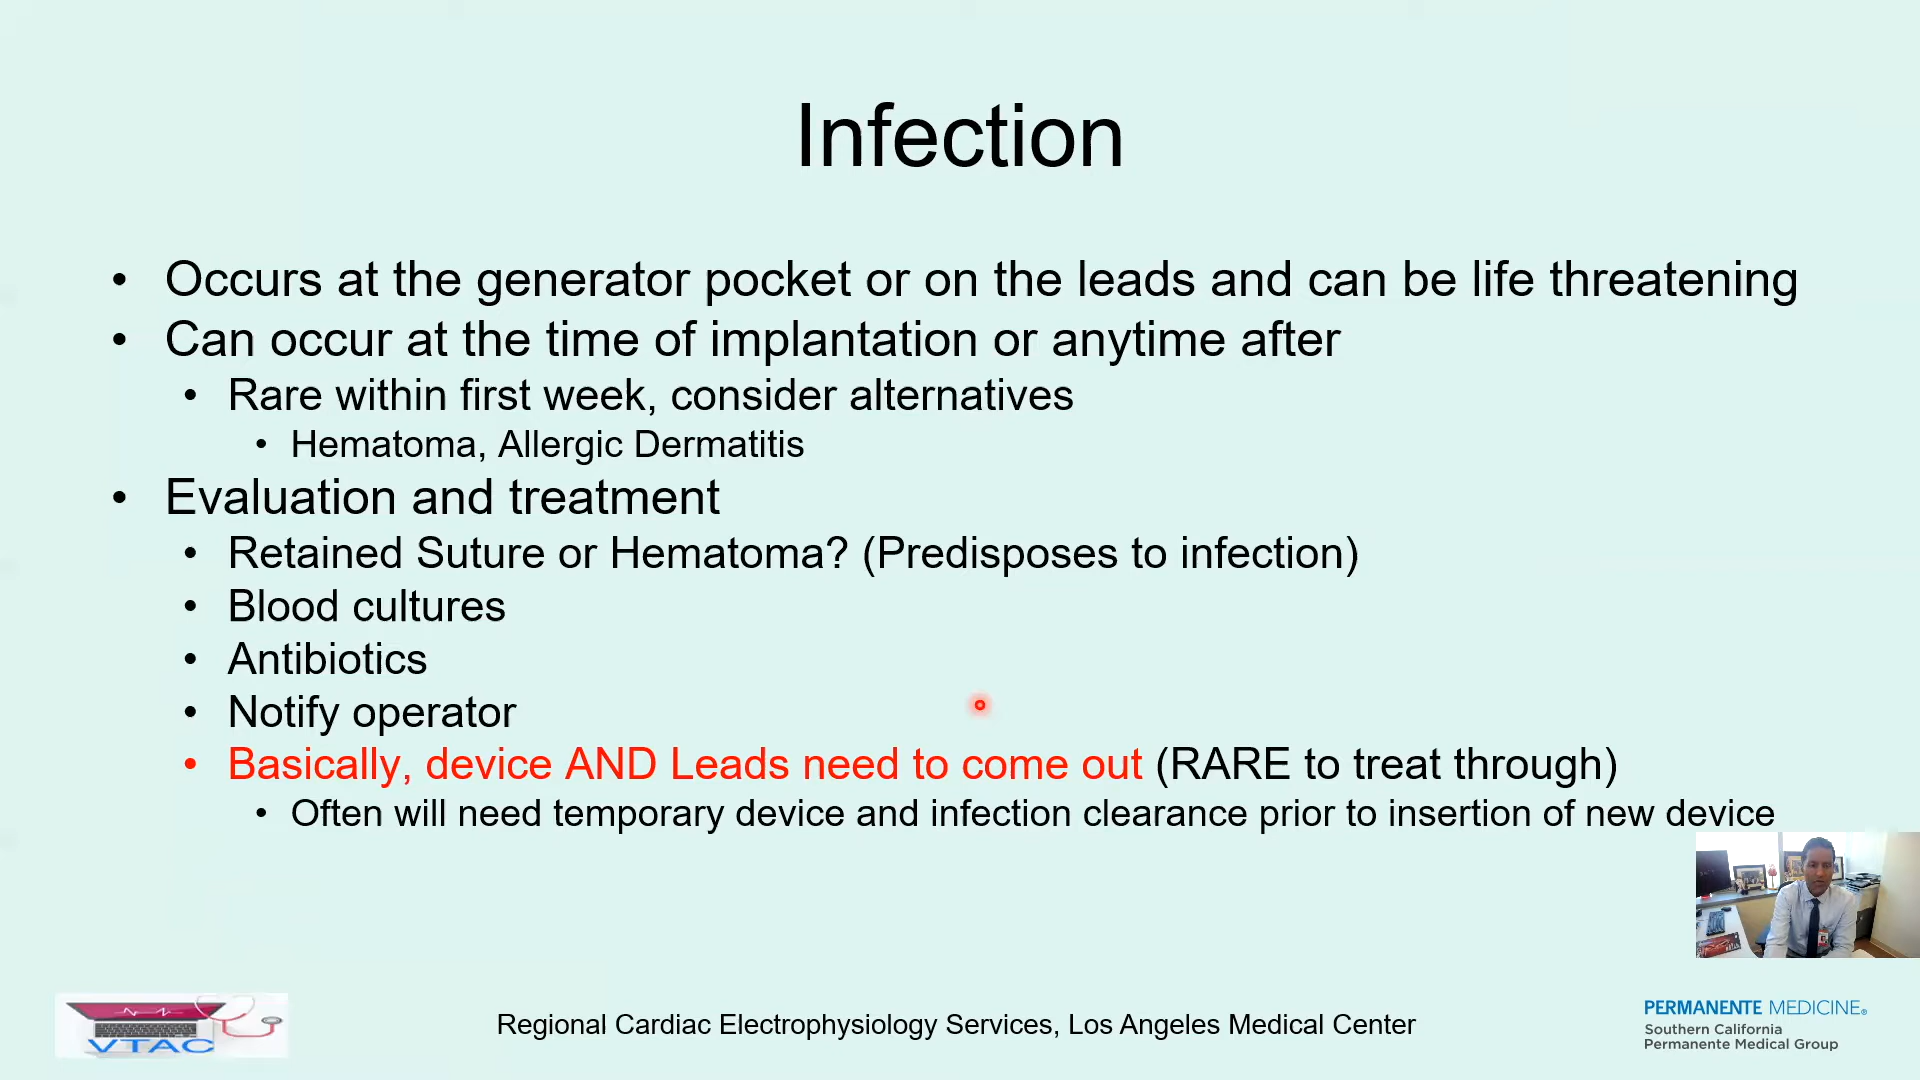 Infection
• Occurs at the generator pocket or on the leads and can be life threatening
• Can occur at the time of implantation or anytime after
• Rare within first week, consider alternatives
• Hematoma, Allergic Dermatitis
• Evaluation and treatment
• Retained Suture or Hematoma? (Predisposes to infection)
• Blood cultures
• Antibiotics
• Notify operator
• Basically, device AND Leads need to come out (RARE to treat through)
• Often will need temporary device and infection clearance prior to insertion of new device
VTAC
Regional Cardiac Electrophysiology Services, Los Angeles Medical Center
PERMANENTE MEDICINE®
Southern California
Permanente Medical Group